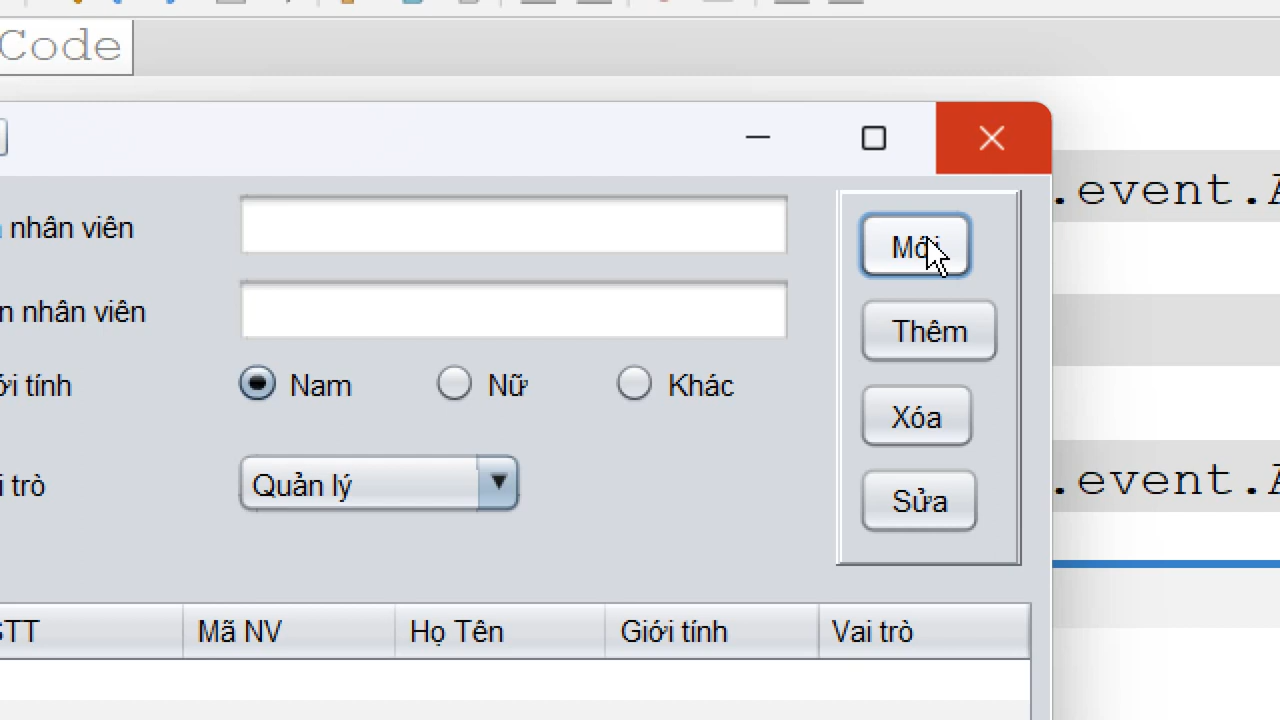 Code
.event.
nhân viên
Mới
nhân viên
Thêm
tính
Nam
Nữ
Khác
Xóa
trò
Quản lý
Sửa
.event.
STT
Mã NV
Họ Tên
Giới tính
Vai trò